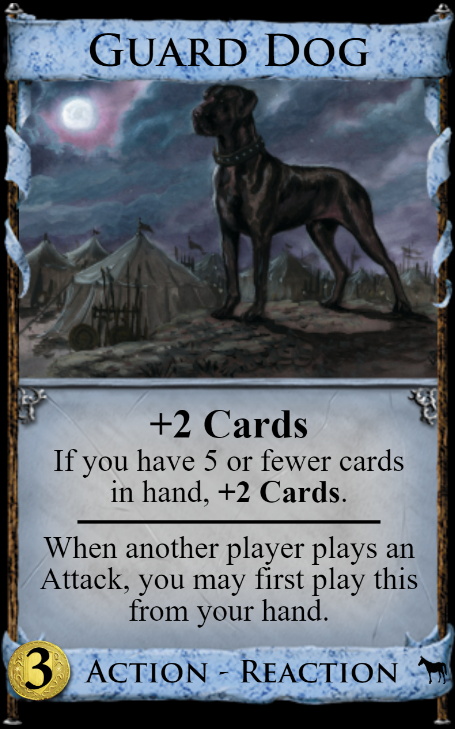 GUARD DOG
+2 Cards
If you have 5 or fewer cards
in hand, +2 Cards.
When another player plays an
Attack, you may first play this
from your hand.
3 ACTION - REACTION